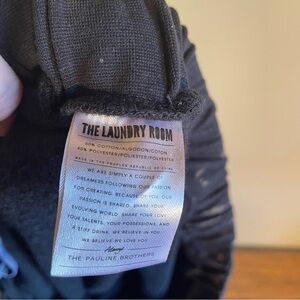 THE LAUNDRY ROOM
60% COTTON/ALGODON/COTON
40% POLYESTER/POLIESTER/POLYESTER
MADE IN THE PEOPLES REPUBLIC OF CHINA
WE ARE SIMPLY A COUPLE OF
DREAMERS FOLLOWING OUR PASSION
FOR CREATING. BECAUSE OF YOU, OUR
PASSION IS SHARED. SHARE YOUR
EVOLVING WORLD. SHARE YOUR LOVE,
YOUR TALENTS, YOUR POSSESSIONS, AND
A STIFF DRINK. WE BELIEVE IN YOU.
WE BELIEVE WE LOVE YOU
THE PAULINE BROTHERS